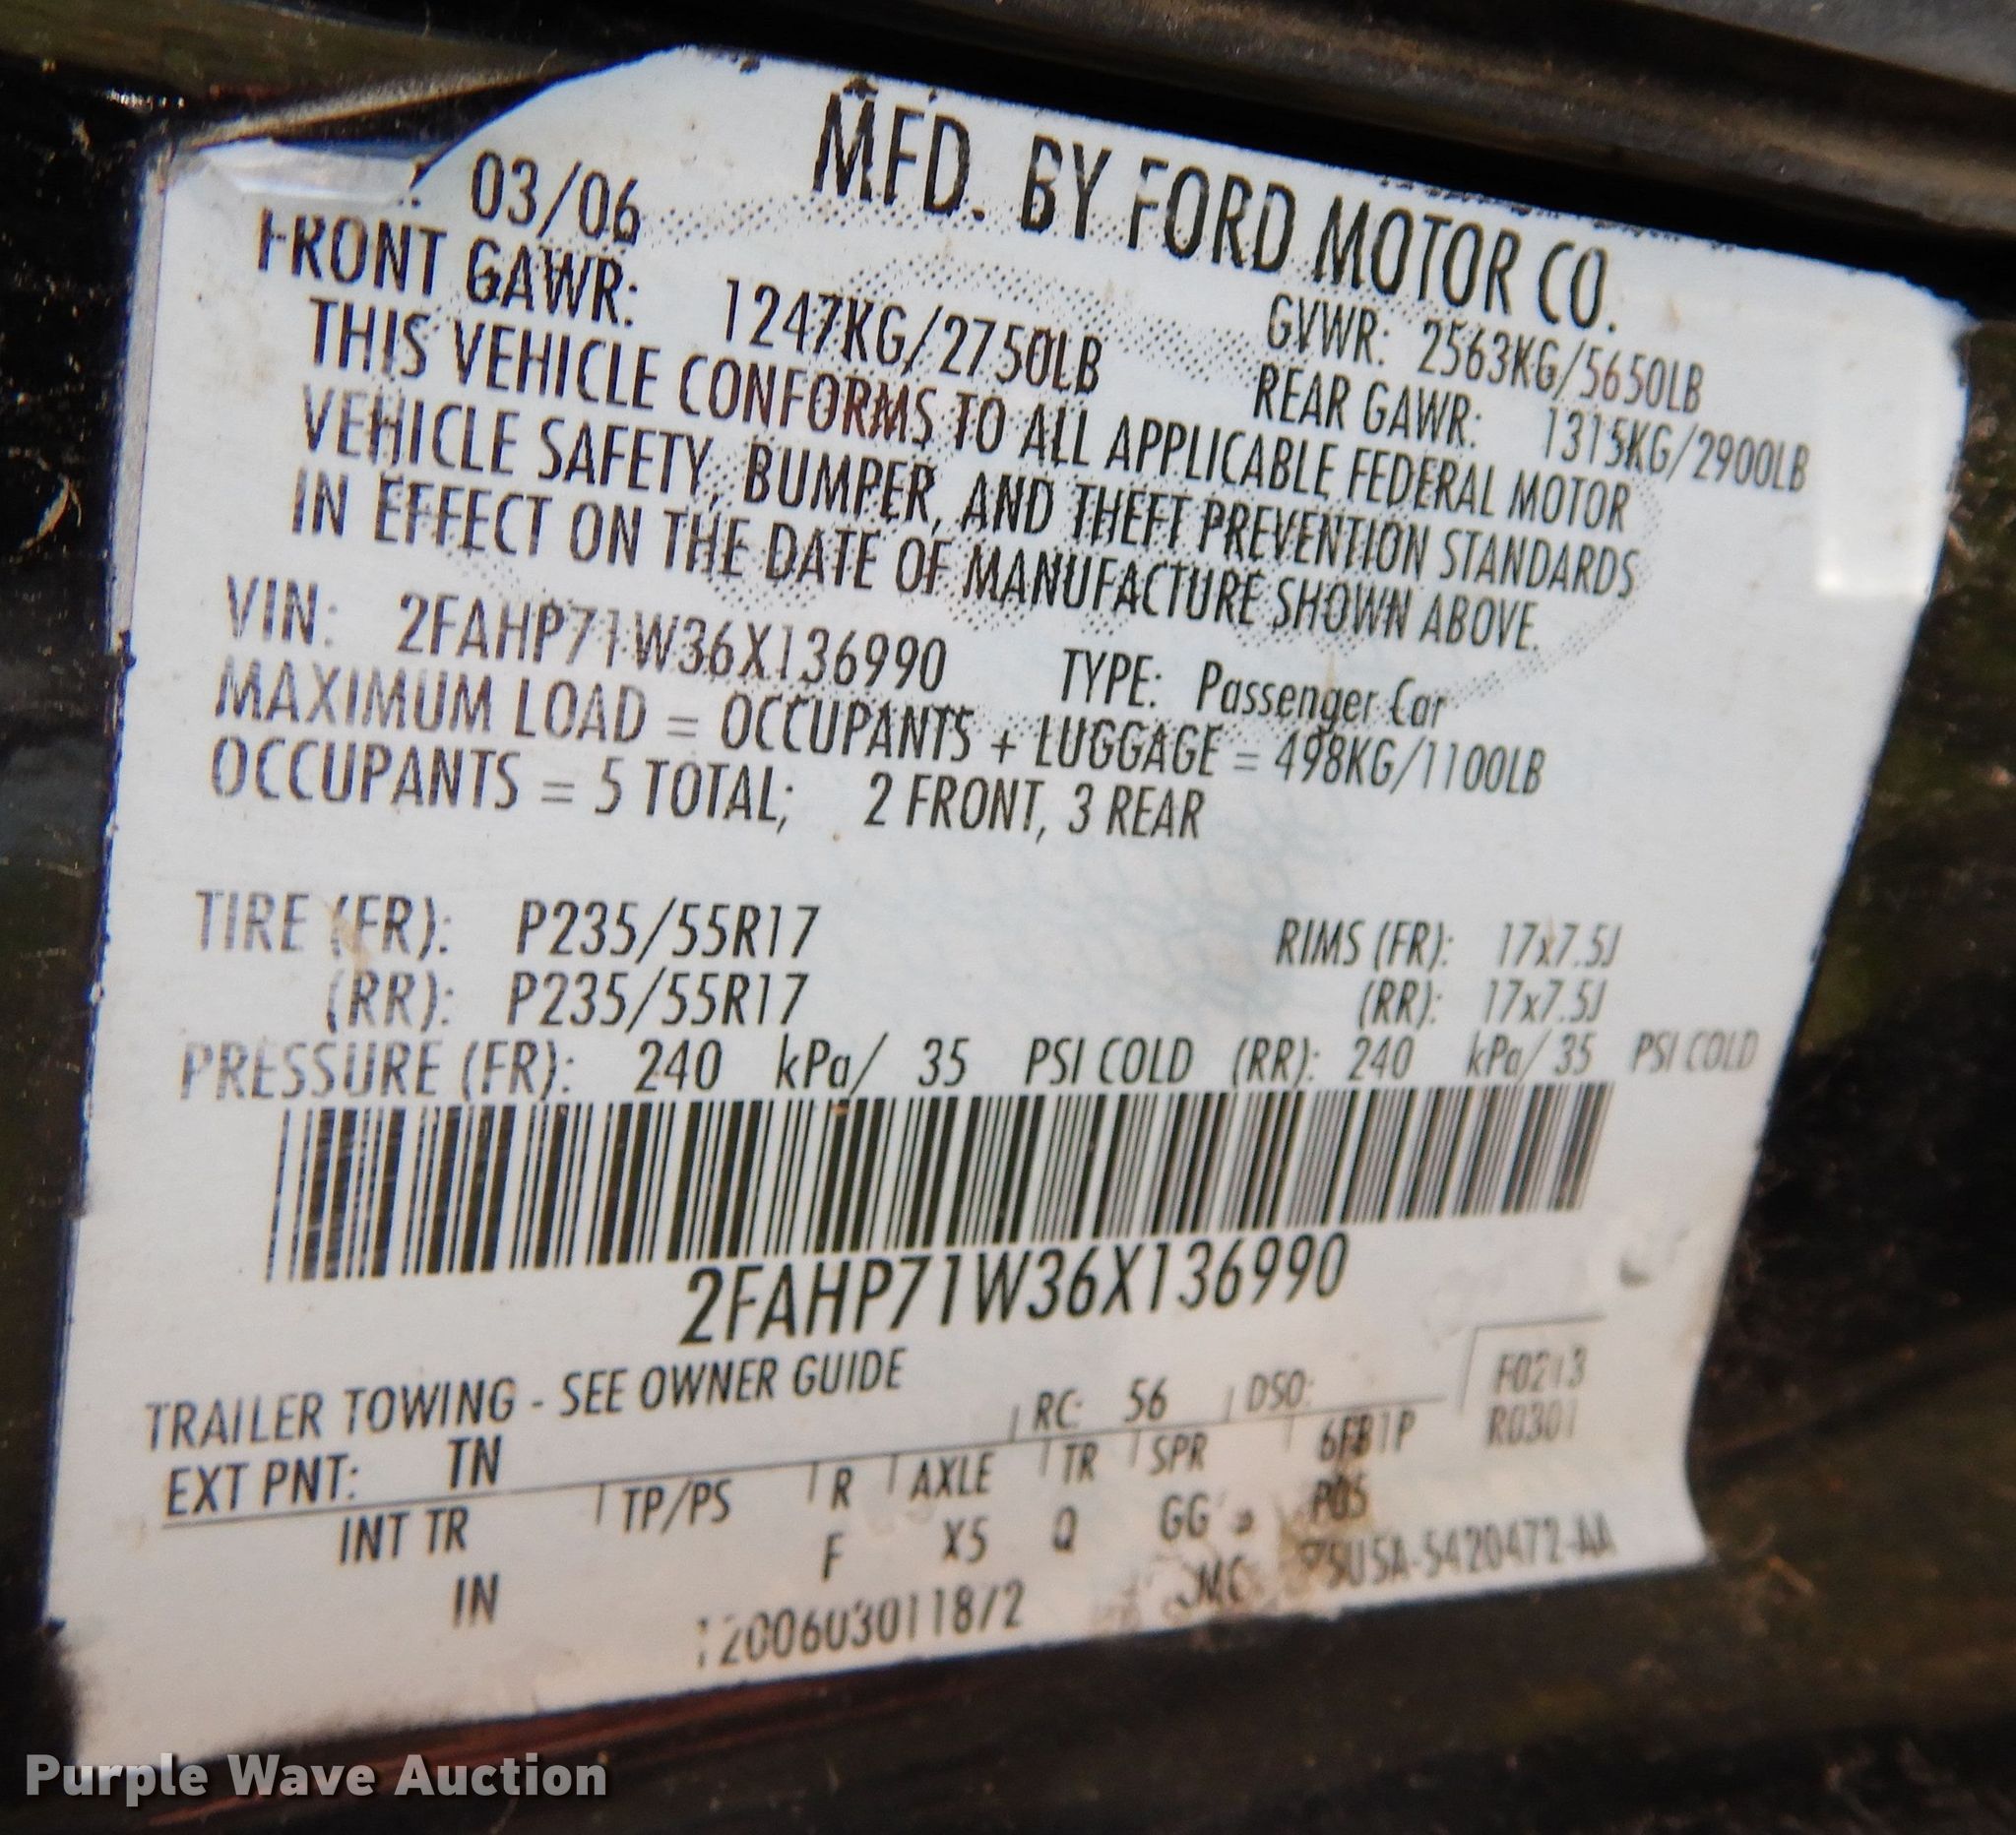 MFD. BY FORD MOTOR CO.
03/06 GVWR: 2563KG/5650LB
FRONT GAWR: 1247KG/2750LB REAR GAWR: 1315KG/2900LB
THIS VEHICLE CONFORMS TO ALL APPLICABLE FEDERAL MOTOR
VEHICLE SAFETY, BUMPER, AND THEFT PREVENTION STANDARDS
IN EFFECT ON THE DATE OF MANUFACTURE SHOWN ABOVE.
VIN: 2FAHP71W36X136990 TYPE: Passenger Car
MAXIMUM LOAD = OCCUPANTS + LUGGAGE = 498KG/1100LB
OCCUPANTS = 5 TOTAL; 2 FRONT, 3 REAR
TIRE (FR): P235/55R17 RIMS (FR): 17x7.5J
(RR): P235/55R17 (RR): 17x7.5J
PRESSURE (FR): 240 kPa/ 35 PSI COLD (RR): 240 kPa/ 35 PSI COLD
2FAHP71W36X136990
TRAILER TOWING - SEE OWNER GUIDE F0213
EXT PNT: TN RC: 56 DSO: R0301
INT TR TP/PS R AXLE TR SPR 6FB1P
IN F X5 Q GG P05
5U5A-5420472-AA
Purple Wave Auction